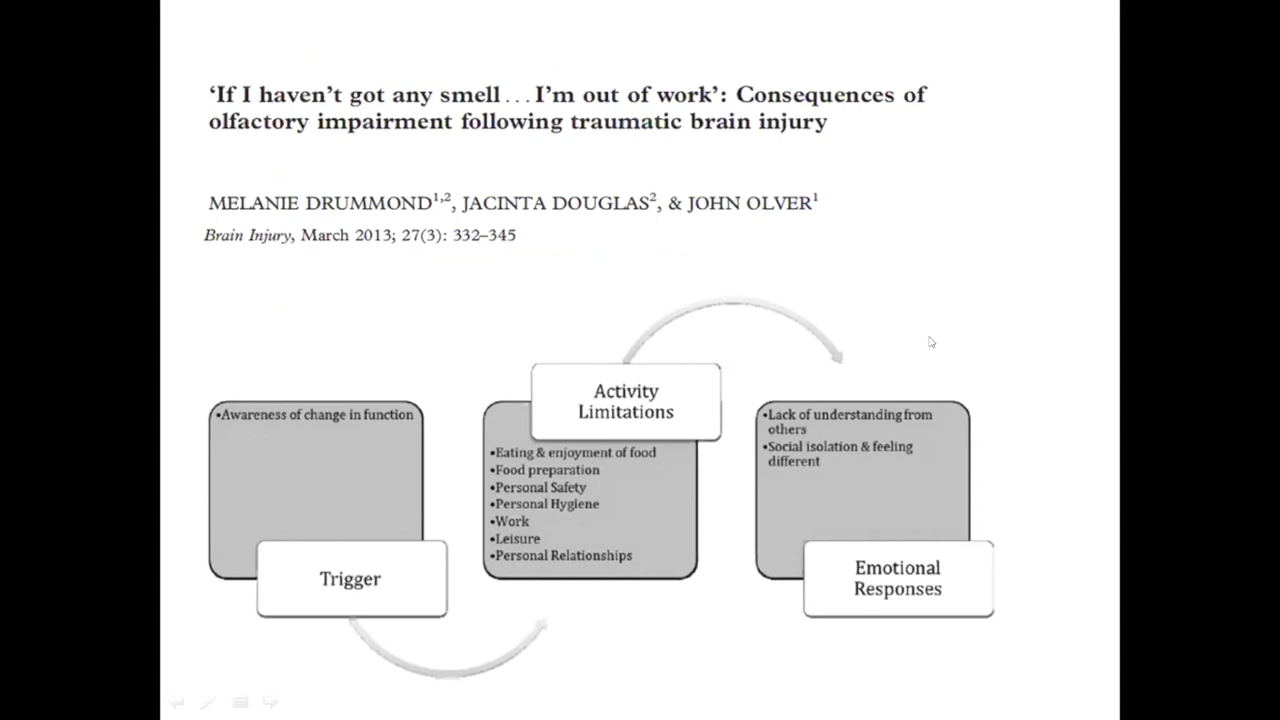 ‘If I haven’t got any smell . . . I’m out of work’: Consequences of
olfactory impairment following traumatic brain injury
MELANIE DRUMMOND1,2, JACINTA DOUGLAS2, & JOHN OLVER1
Brain Injury, March 2013; 27(3): 332–345
•Awareness of change in function
Trigger
Activity
Limitations
•Eating & enjoyment of food
•Food preparation
•Personal Safety
•Personal Hygiene
•Work
•Leisure
•Personal Relationships
•Lack of understanding from
others
•Social isolation & feeling
different
Emotional
Responses